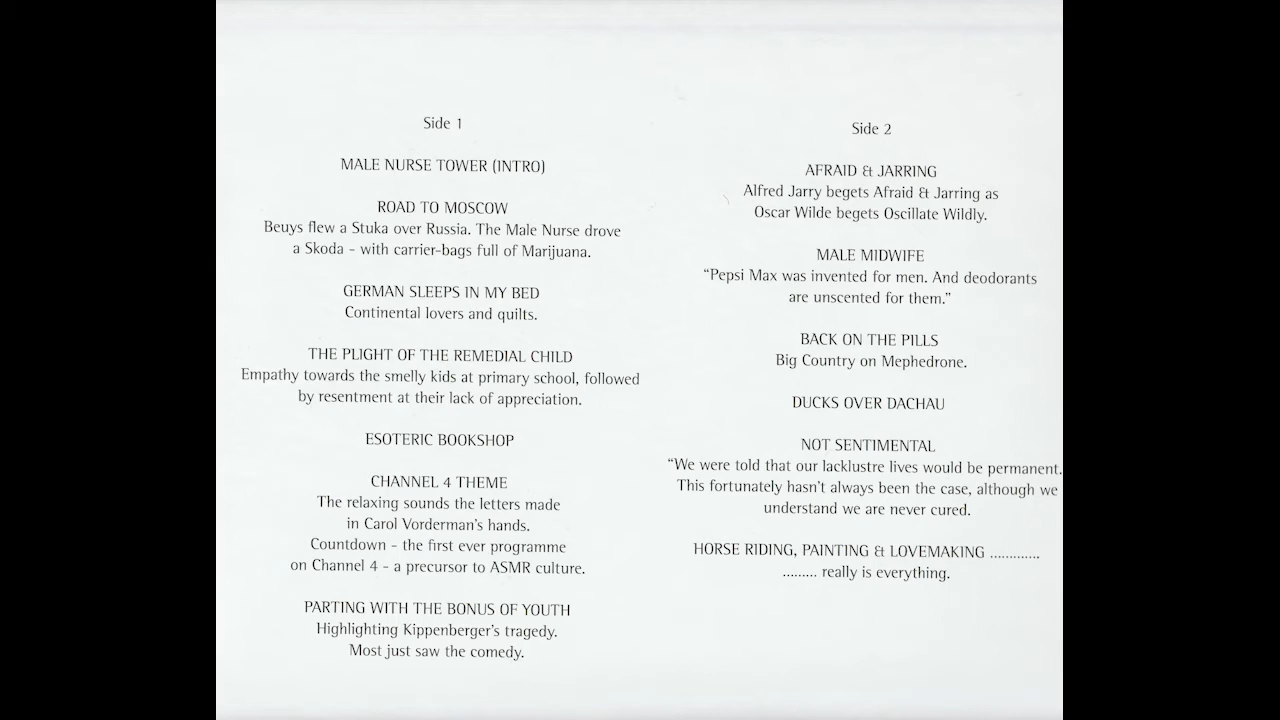 Side 1
MALE NURSE TOWER (INTRO)
ROAD TO MOSCOW
Beuys flew a Stuka over Russia. The Male Nurse drove
a Skoda - with carrier-bags full of Marijuana.
GERMAN SLEEPS IN MY BED
Continental lovers and quilts.
THE PLIGHT OF THE REMEDIAL CHILD
Empathy towards the smelly kids at primary school, followed
by resentment at their lack of appreciation.
ESOTERIC BOOKSHOP
CHANNEL 4 THEME
The relaxing sounds the letters made
in Carol Vorderman's hands.
Countdown - the first ever programme
on Channel 4 - a precursor to ASMR culture.
PARTING WITH THE BONUS OF YOUTH
Highlighting Kippenberger's tragedy.
Most just saw the comedy.
Side 2
AFRAID & JARRING
Alfred Jarry begets Afraid & Jarring as
Oscar Wilde begets Oscillate Wildly.
MALE MIDWIFE
“Pepsi Max was invented for men. And deodorants
are unscented for them.”
BACK ON THE PILLS
Big Country on Mephedrone.
DUCKS OVER DACHAU
NOT SENTIMENTAL
“We were told that our lacklustre lives would be permanent.
This fortunately hasn't always been the case, although we
understand we are never cured.
HORSE RIDING, PAINTING & LOVEMAKING .............
......... really is everything.